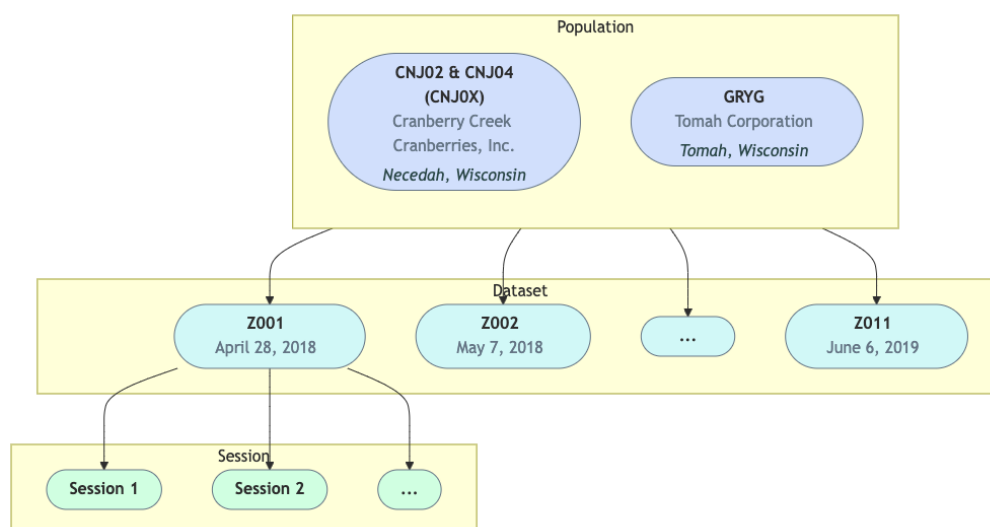 Population
CNJ02 & CNJ04
(CNJ0X)
Cranberry Creek
Cranberries, Inc.
Necedah, Wisconsin
GRYG
Tomah Corporation
Tomah, Wisconsin
Dataset
Z001
April 28, 2018
Z002
May 7, 2018
...
Z011
June 6, 2019
Session
Session 1
Session 2
...